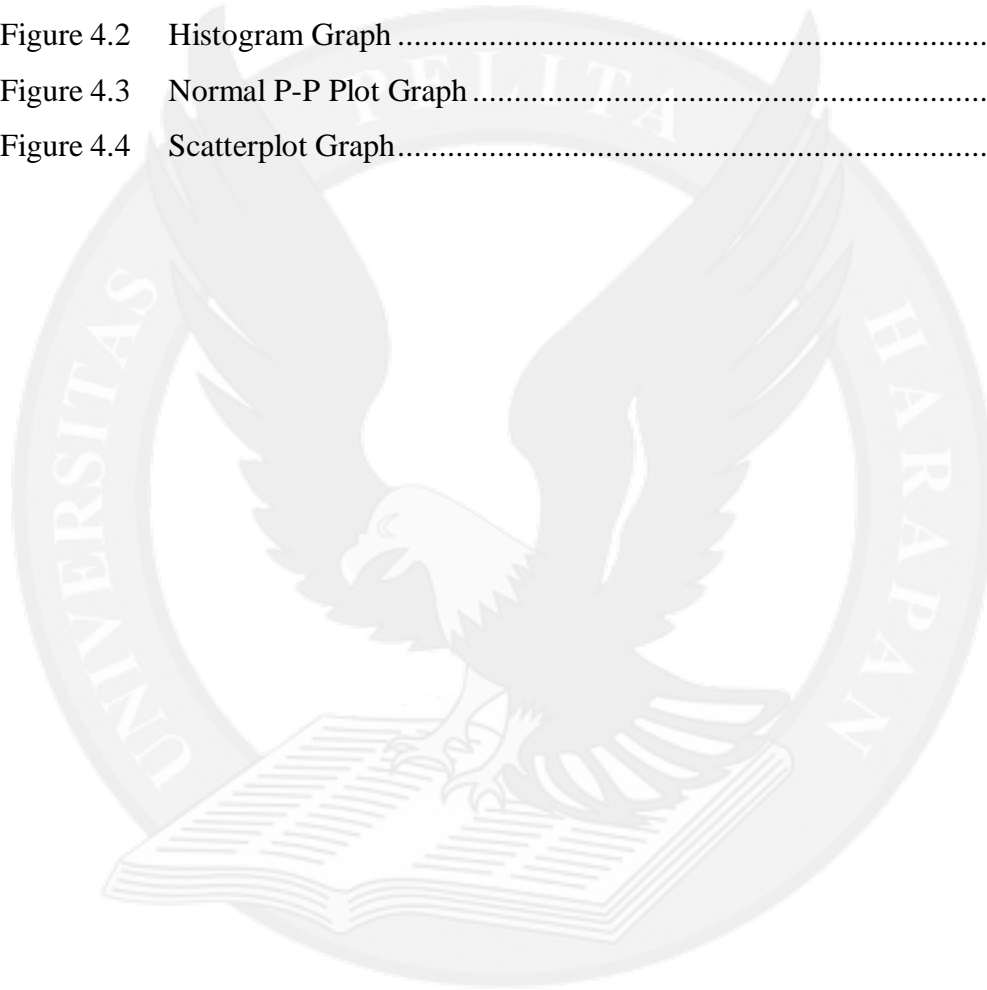 Figure 4.2 Histogram Graph ........................................................................
Figure 4.3 Normal P-P Plot Graph ...............................................................
Figure 4.4 Scatterplot Graph........................................................................
UNIVERSITAS PELITA HARAPAN